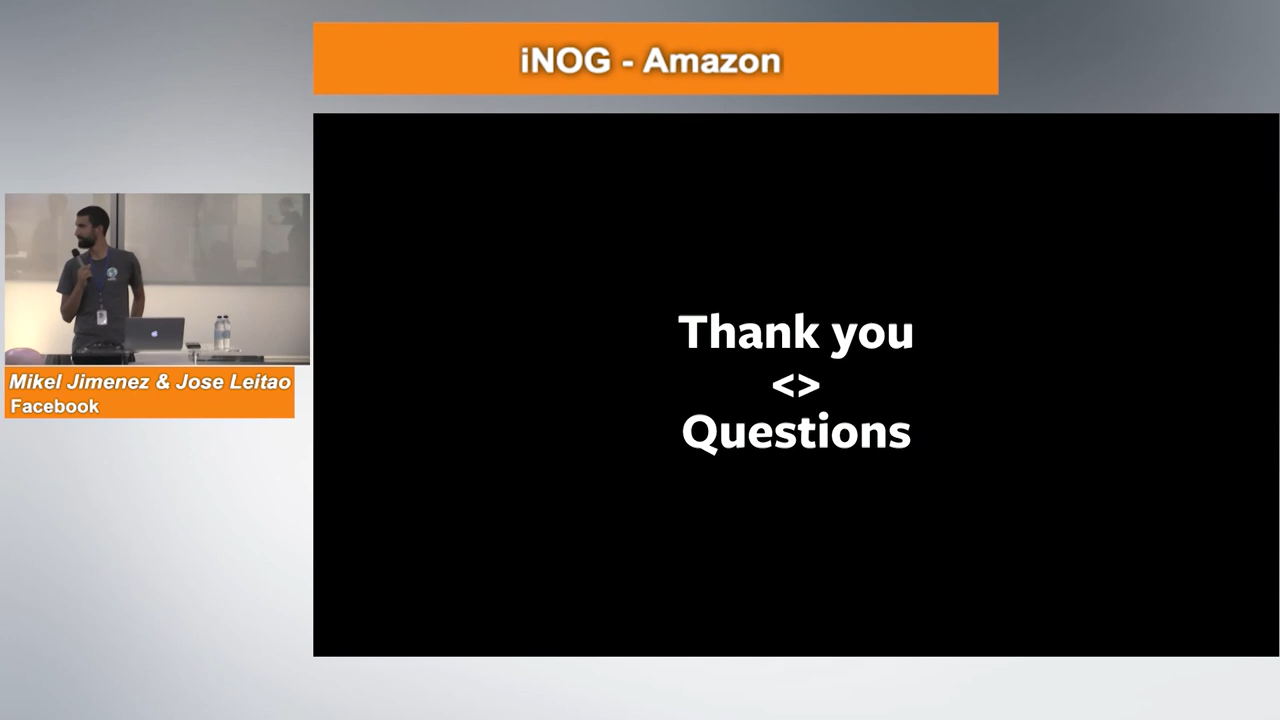 iNOG - Amazon
Mikel Jimenez & Jose Leitao
Facebook
Thank you
<>
Questions